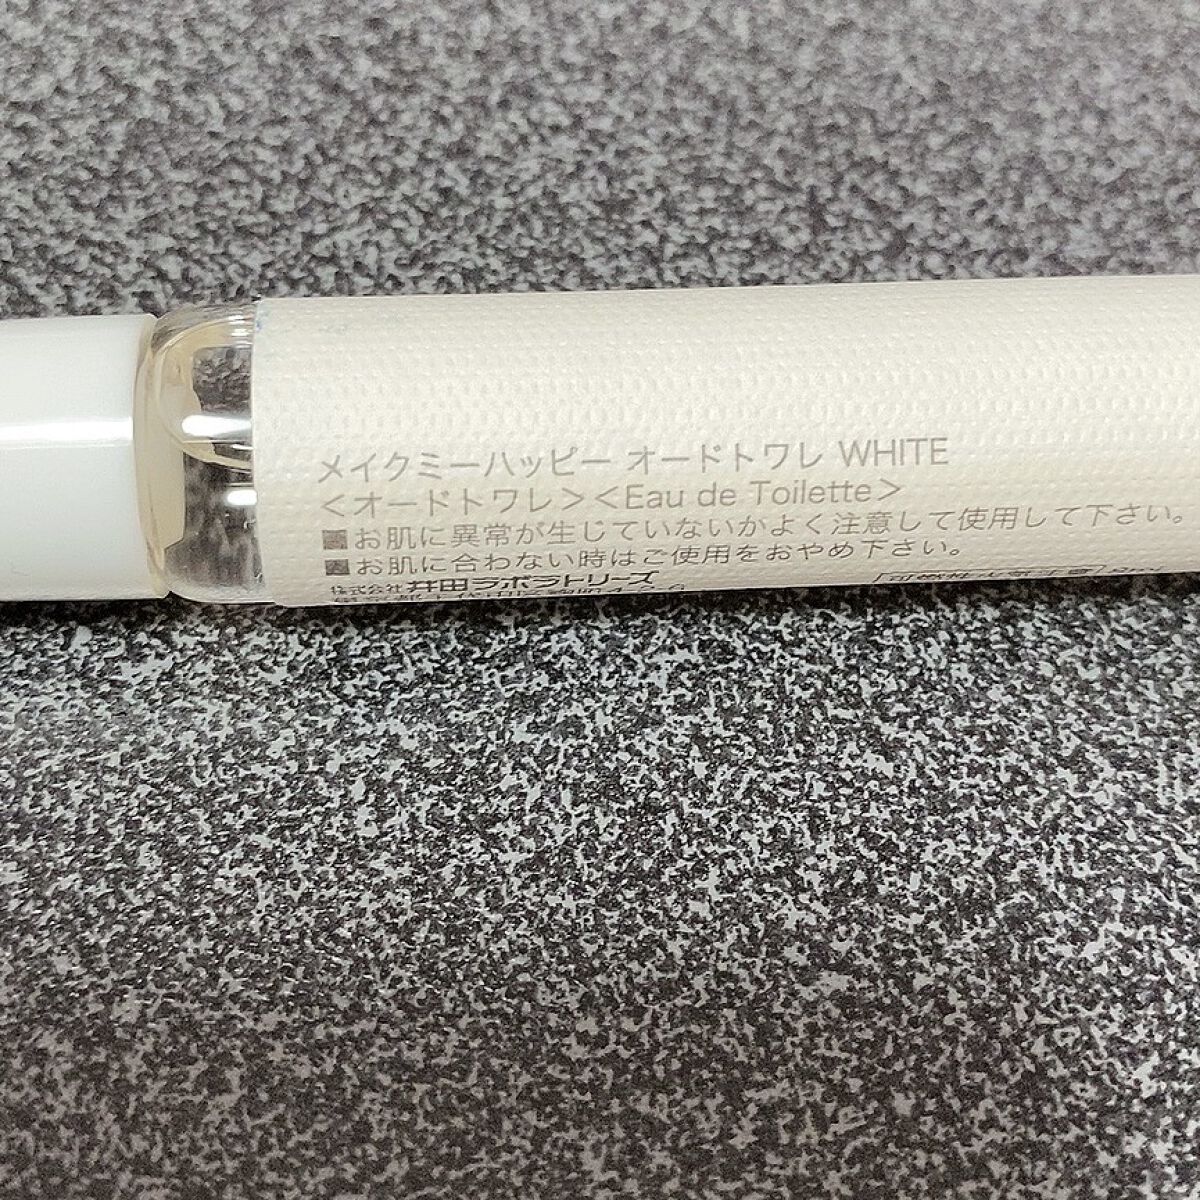 メイクミーハッピー オードトワレ WHITE
<オードトワレ><Eau de Toilette>
■お肌に異常が生じていないかよく注意して使用して下さい。
■お肌に合わない時はご使用をおやめ下さい。
株式会社 井田ラボラトリーズ